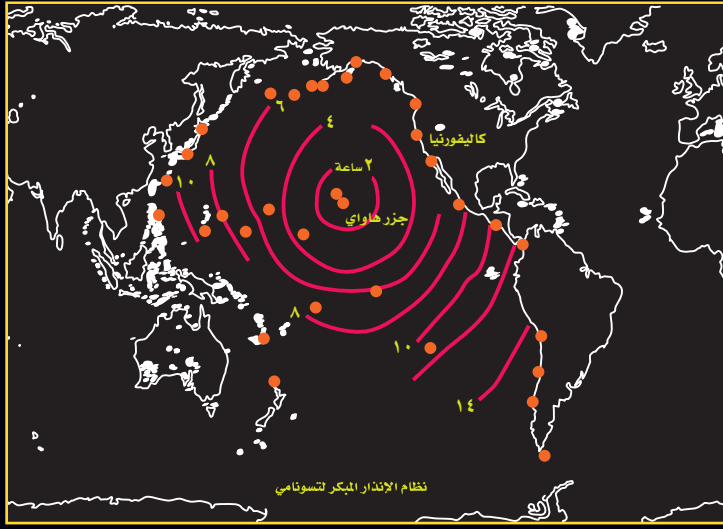 ٦
٤
كاليفورنيا
٨
٢ ساعة
١٠
جزر هاواي
٨
١٠
١٤
نظام الإنذار المبكر لتسونامي